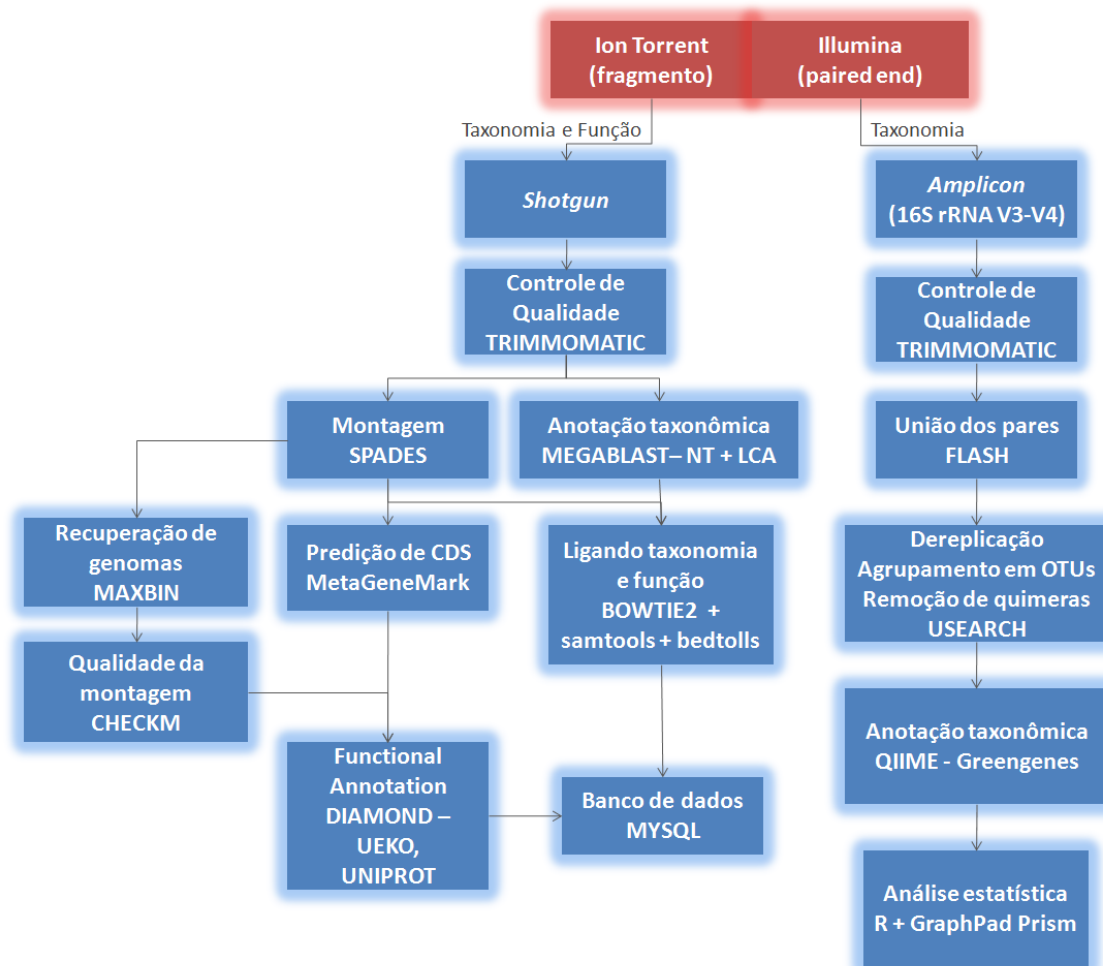 Ion Torrent
(fragmento)
Illumina
(paired end)
Taxonomia e Função
Taxonomia
Shotgun
Amplicon
(16S rRNA V3-V4)
Controle de
Qualidade
TRIMMOMATIC
Controle de
Qualidade
TRIMMOMATIC
Montagem
SPADES
Anotação taxonômica
MEGABLAST– NT + LCA
União dos pares
FLASH
Recuperação de
genomas
MAXBIN
Predição de CDS
MetaGeneMark
Ligando taxonomia
e função
BOWTIE2 +
samtools + bedtolls
Dereplicação
Agrupamento em OTUs
Remoção de quimeras
USEARCH
Qualidade da
montagem
CHECKM
Anotação taxonômica
QIIME - Greengenes
Functional
Annotation
DIAMOND –
UEKO,
UNIPROT
Banco de dados
MYSQL
Análise estatística
R + GraphPad Prism